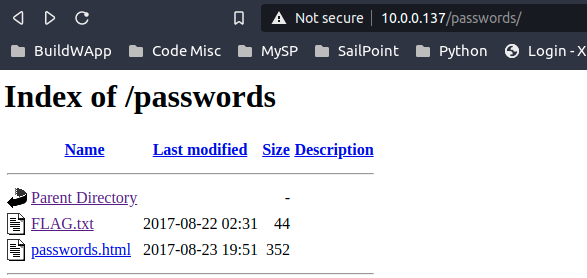 Not secure | 10.0.0.137/passwords/
BuildWApp Code Misc MySP SailPoint Python Login - X
Index of /passwords
Name Last modified Size Description
Parent Directory -
FLAG.txt 2017-08-22 02:31 44
passwords.html 2017-08-23 19:51 352